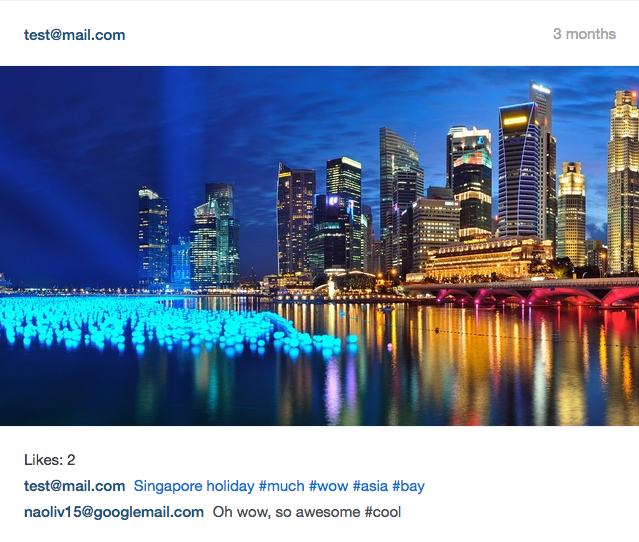 test@mail.com 3 months
Likes: 2
test@mail.com Singapore holiday #much #wow #asia #bay
naoliv15@googlemail.com Oh wow, so awesome #cool